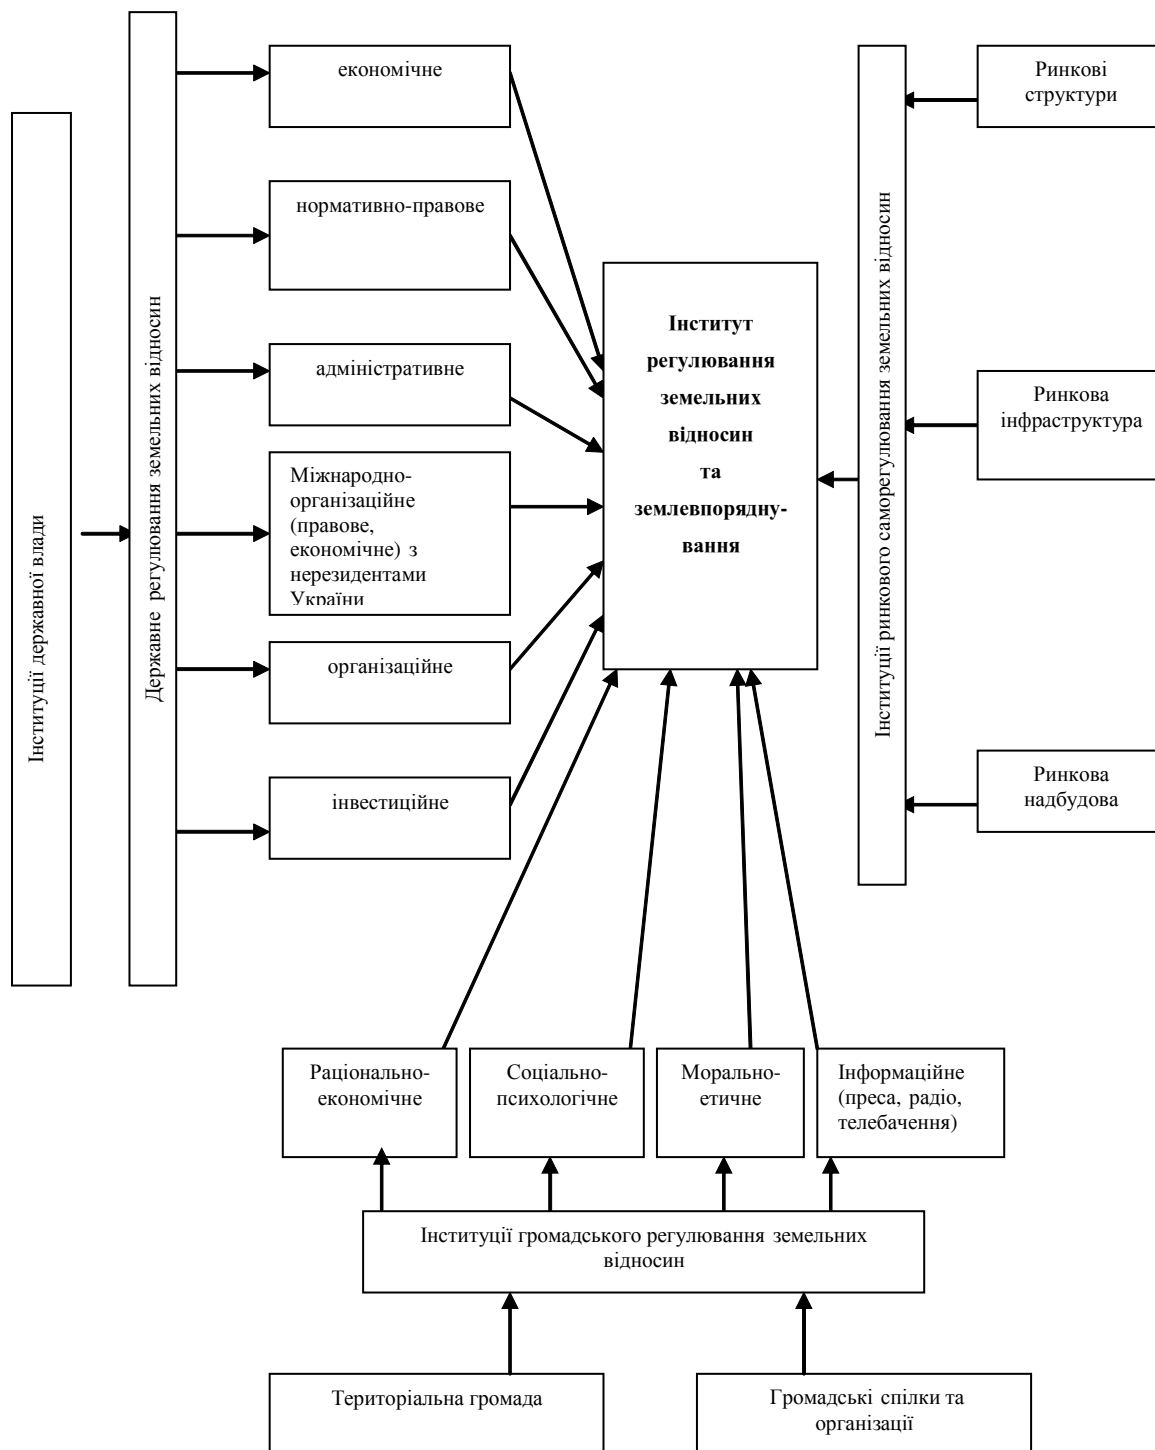 Інституції державної влади
Державне регулювання земельних відносин
економічне
нормативно-правове
адміністративне
Міжнародно-
організаційне
(правове,
економічне) з
нерезидентами
України
організаційне
інвестиційне
Інститут
регулювання
земельних
відносин
та
землевпорядну-
вання
Інституції ринкового саморегулювання земельних відносин
Ринкові
структури
Ринкова
інфраструктура
Ринкова
надбудова
Раціонально-
економічне
Соціально-
психологічне
Морально-
етичне
Інформаційне
(преса, радіо,
телебачення)
Інституції громадського регулювання земельних
відносин
Територіальна громада
Громадські спілки та
організації